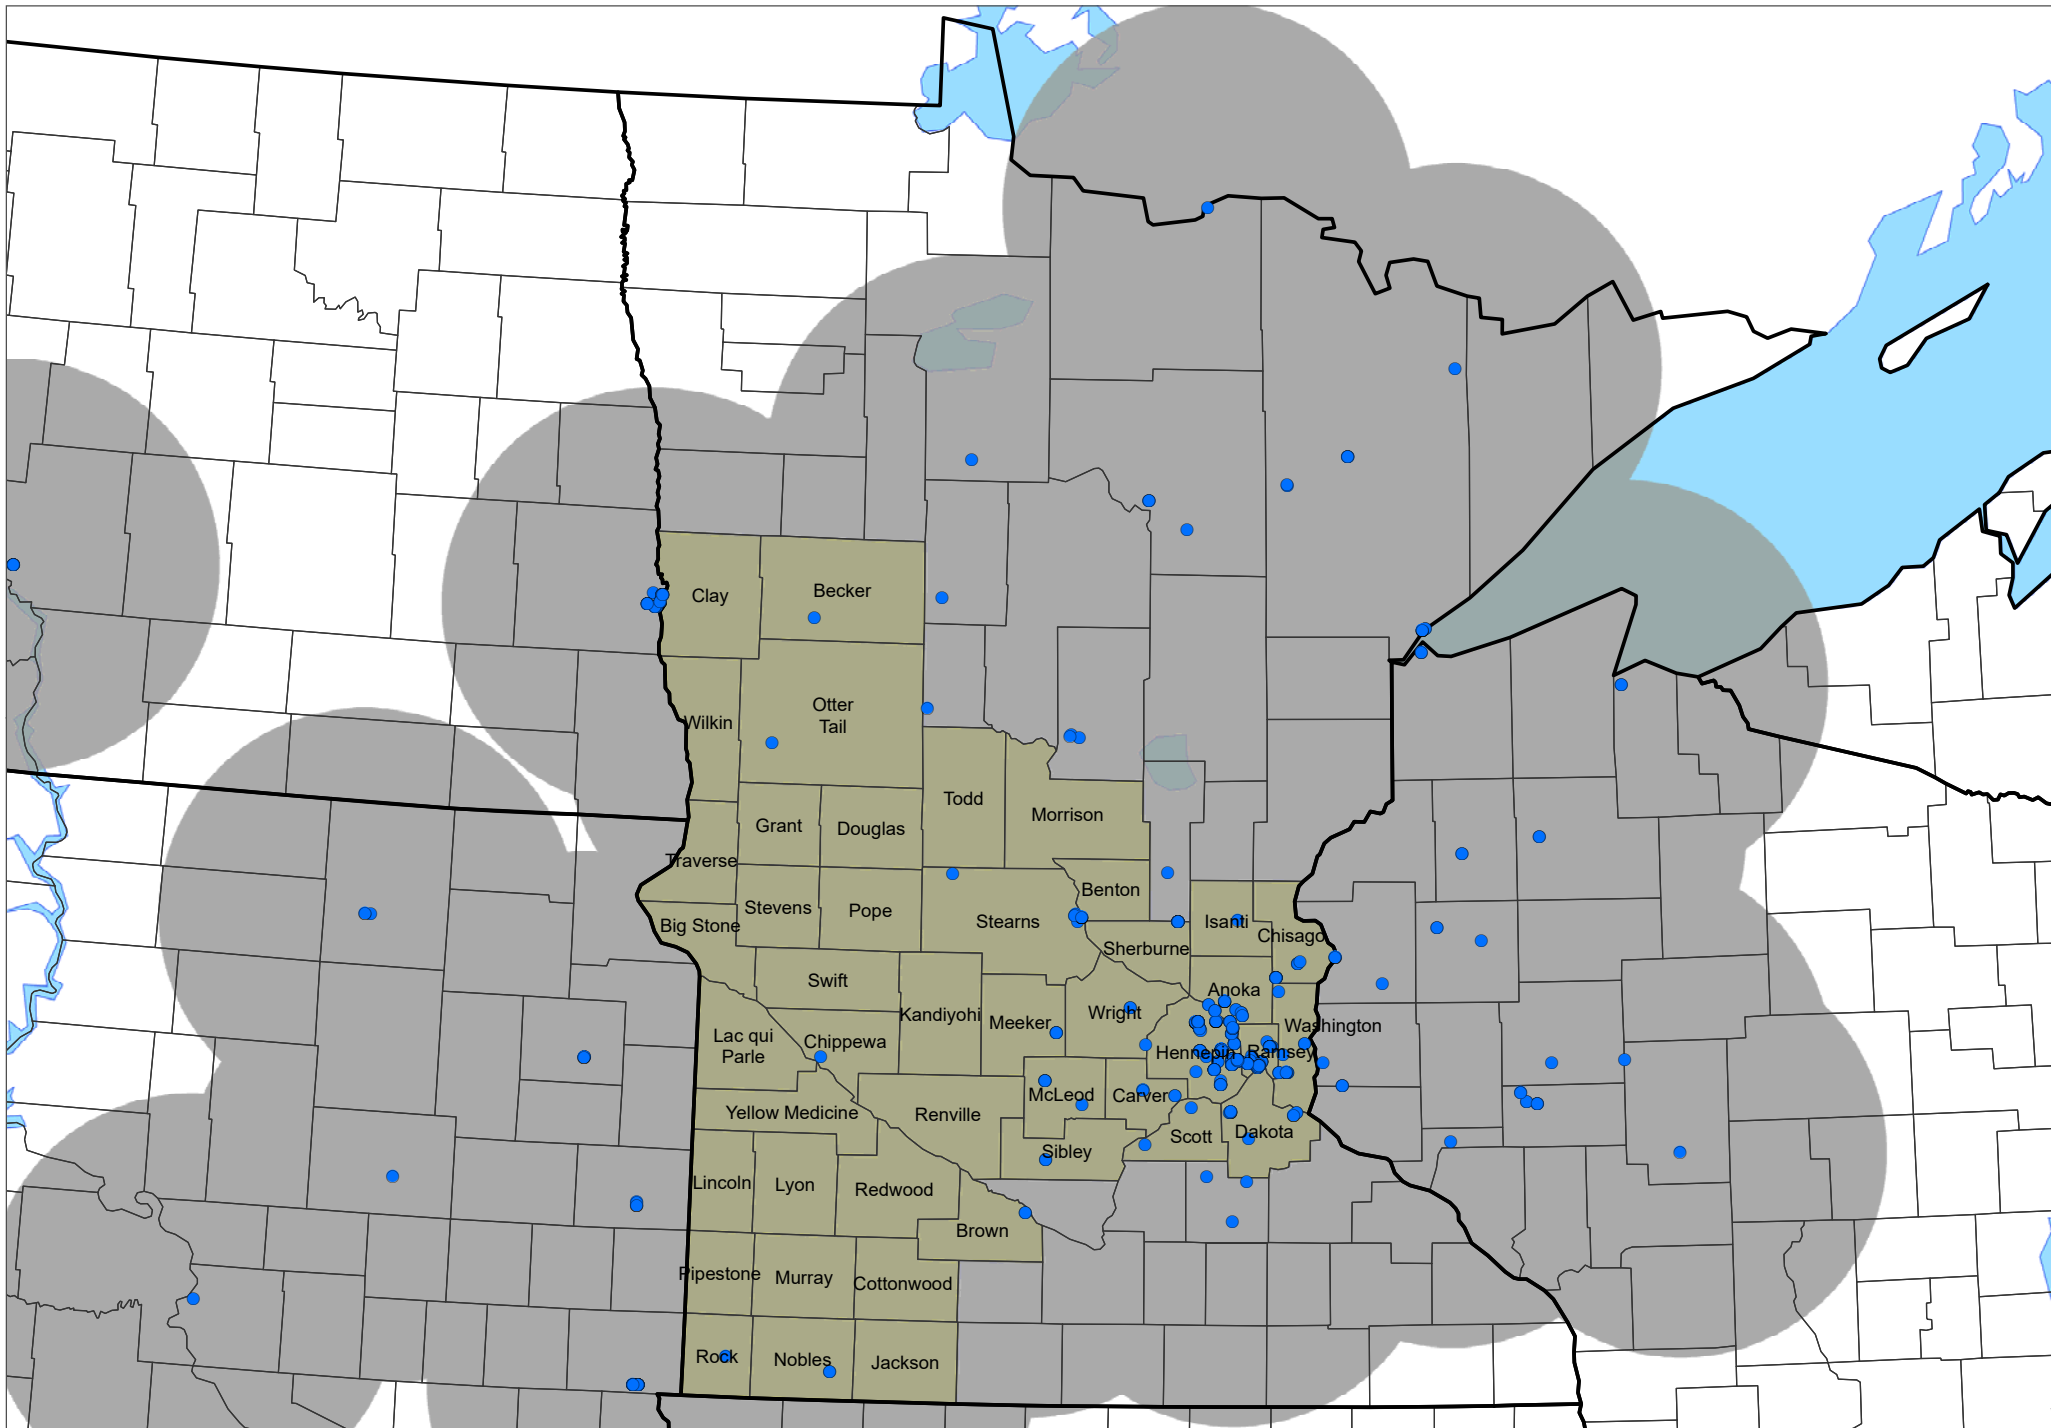 Clay
Becker
Otter
Tail
Wilkin
Todd
Morrison
Grant
Douglas
Traverse
Benton
Stevens
Pope
Stearns
Isanti
Big Stone
Chisago
Sherburne
Swift
Anoka
Kandiyohi
Wright
Meeker
Washington
Lac qui
Parle
Chippewa
Hennepin
Ramsey
McLeod
Carver
Yellow Medicine
Renville
Dakota
Scott
Sibley
Lincoln
Lyon
Redwood
Brown
Pipestone
Murray
Cottonwood
Rock
Nobles
Jackson